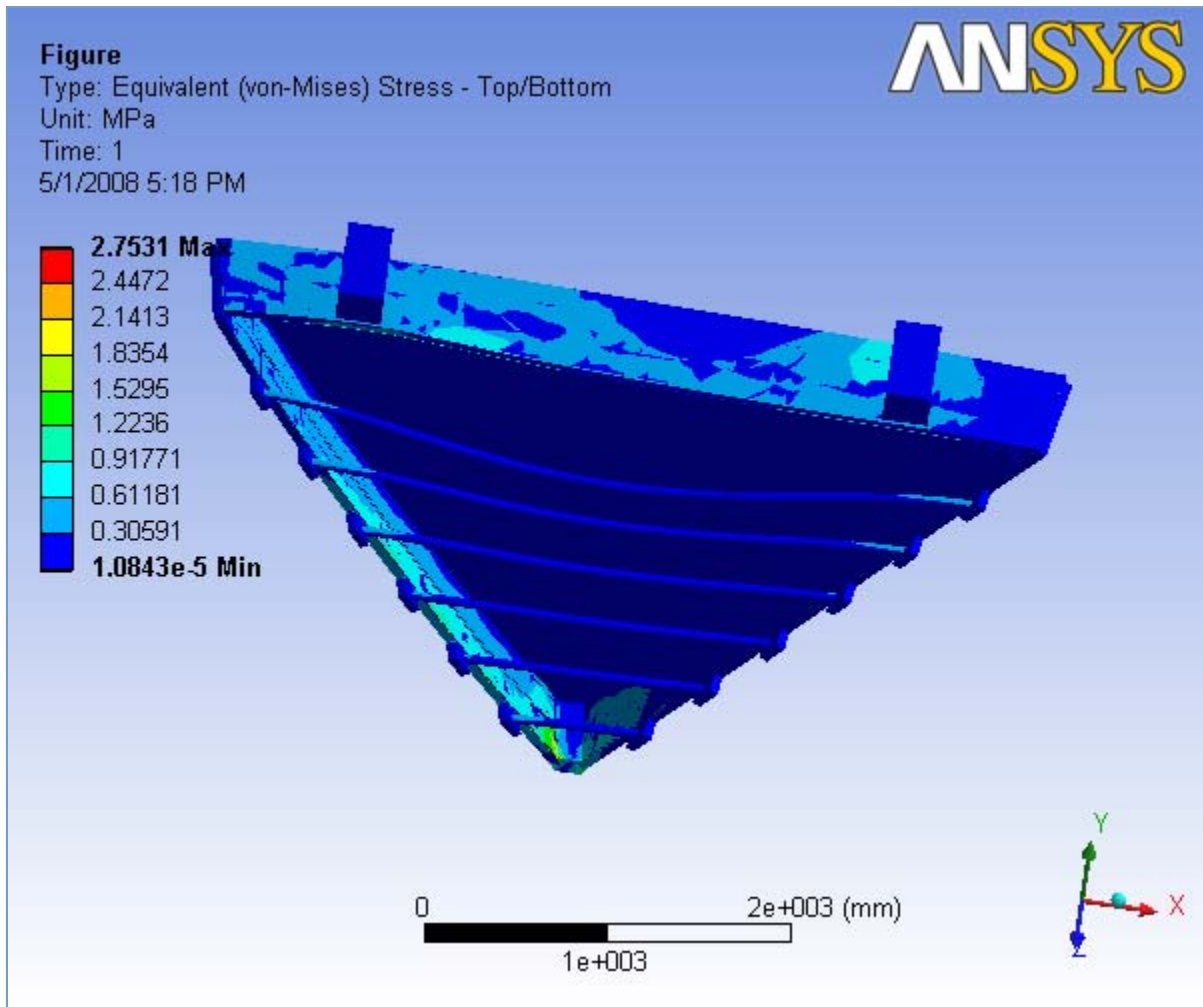 Figure
Type: Equivalent (von-Mises) Stress - Top/Bottom
Unit: MPa
Time: 1
5/1/2008 5:18 PM
ANSYS
2.7531 Max
2.4472
2.1413
1.8354
1.5295
1.2236
0.91771
0.61181
0.30591
1.0843e-5 Min
0 2e+003 (mm)
1e+003
Y
X
Z